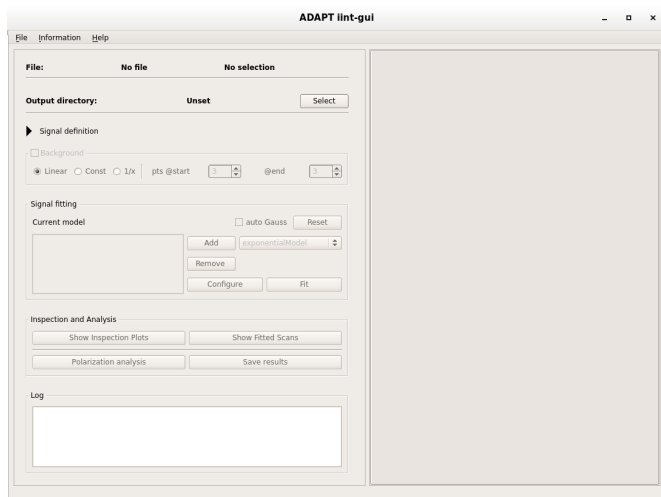 ADAPT iint-gui
File Information Help
File: No file No selection
Output directory: Unset Select
Signal definition
Background
Linear Const 1/x pts @start 3 @end 3
Signal fitting
Current model auto Gauss Reset
Add exponentialModel
Remove
Configure Fit
Inspection and Analysis
Show Inspection Plots Show Fitted Scans
Polarization analysis Save results
Log